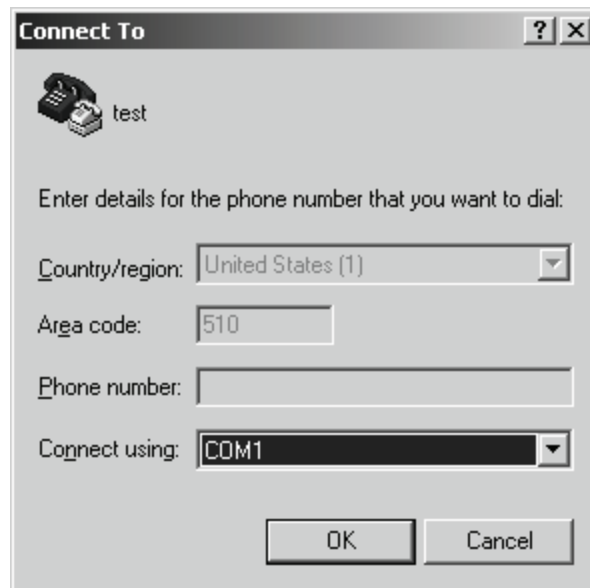 Connect To
test
Enter details for the phone number that you want to dial:
Country/region: United States (1)
Area code: 510
Phone number:
Connect using: COM1
OK Cancel